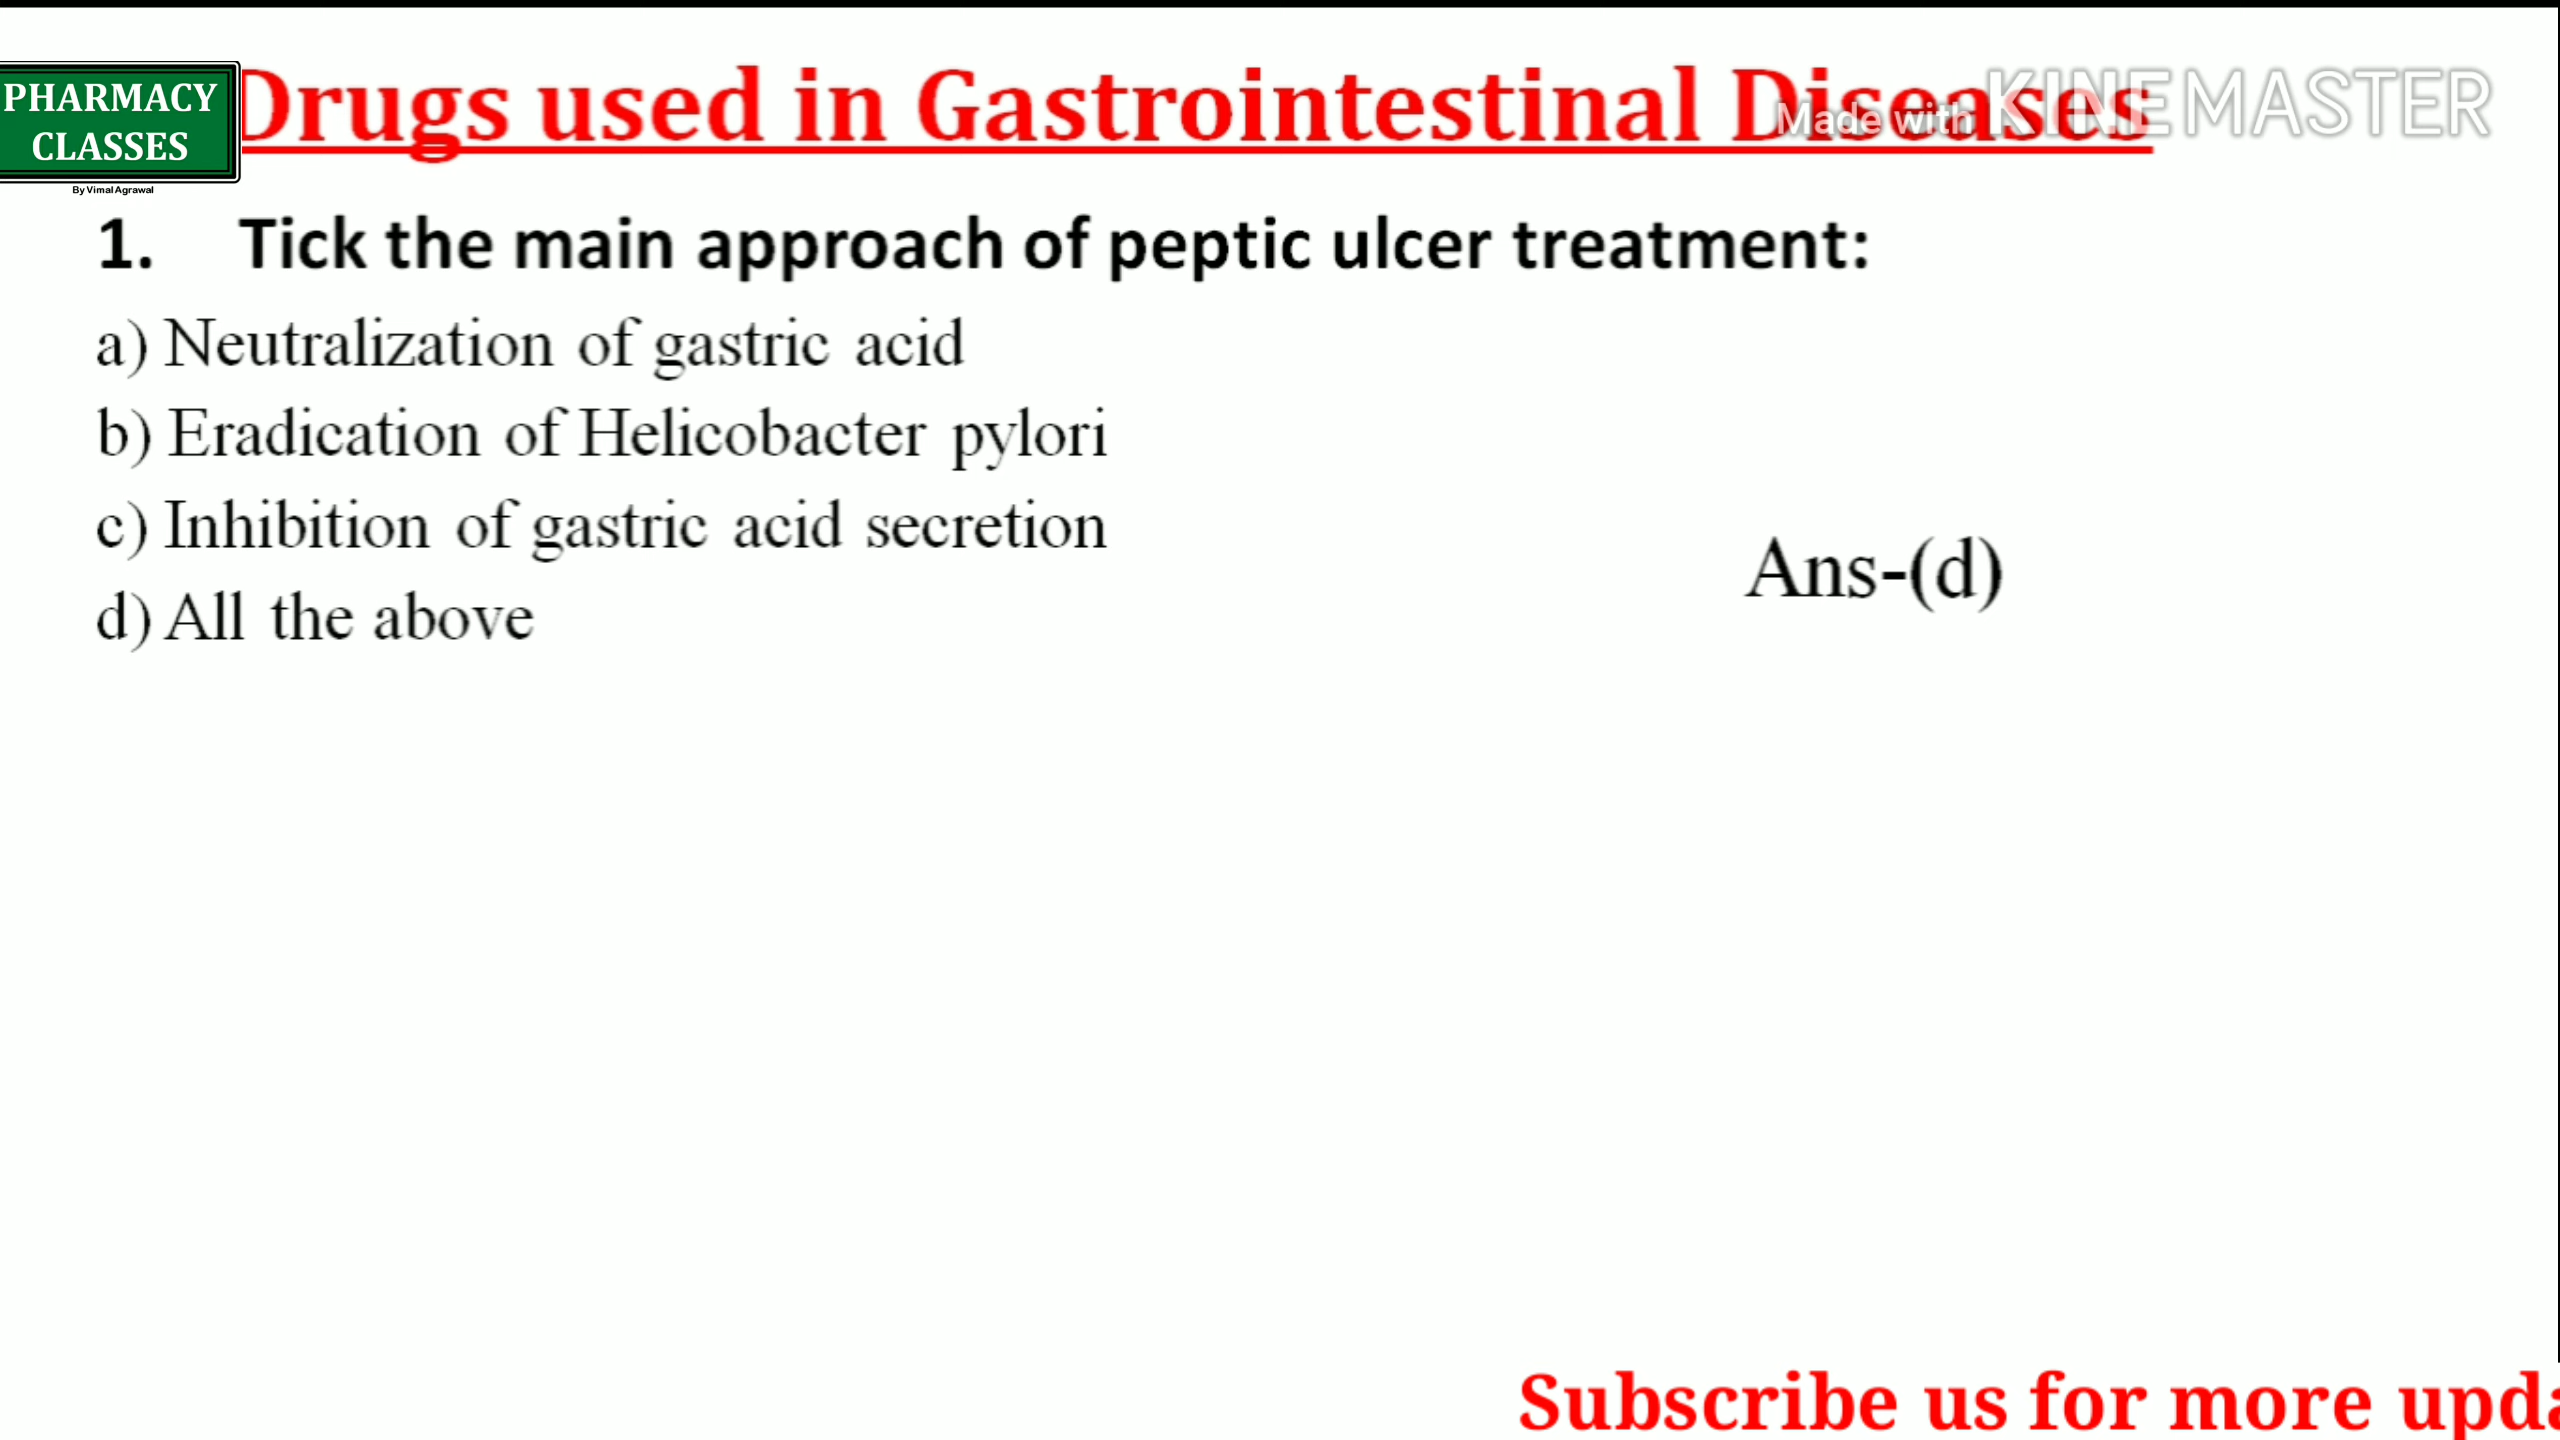 PHARMACY
CLASSES
By Vimal Agrawal
Drugs used in Gastrointestinal Diseases
Made with KINEMASTER
1. Tick the main approach of peptic ulcer treatment:
a) Neutralization of gastric acid
b) Eradication of Helicobacter pylori
c) Inhibition of gastric acid secretion
d) All the above
Ans-(d)
Subscribe us for more upda